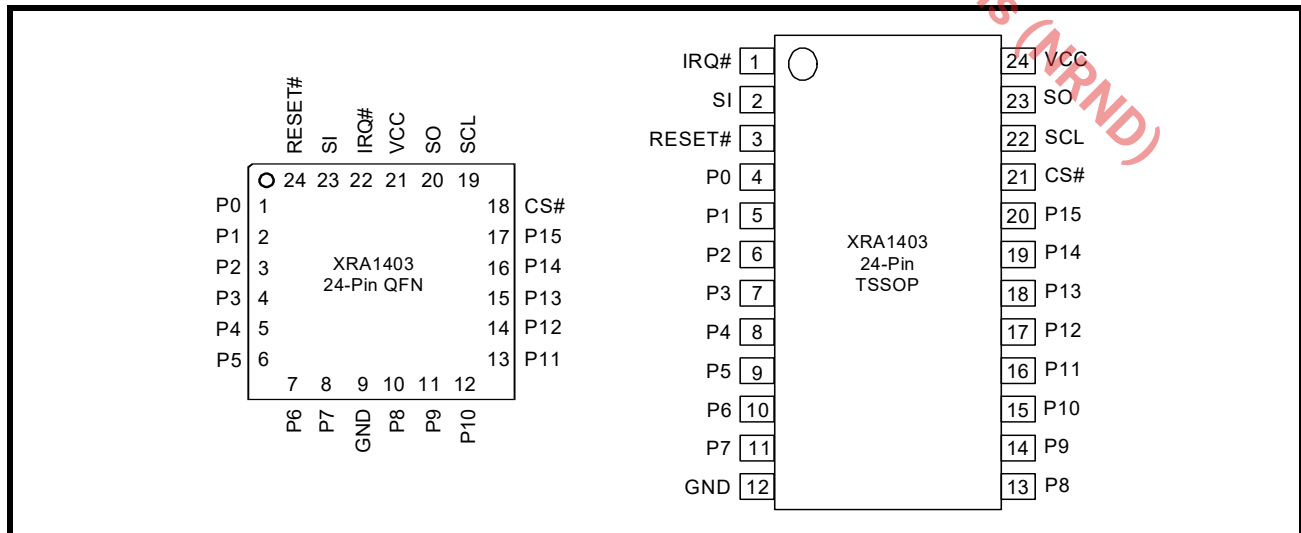 s (NRND)
RESET#
SI
IRQ#
VCC
SO
SCL
24 23 22 21 20 19
P0 1
P1 2
P2 3
P3 4
P4 5
P5 6
XRA1403
24-Pin QFN
18 CS#
17 P15
16 P14
15 P13
14 P12
13 P11
7 8 9 10 11 12
P6
P7
GND
P8
P9
P10
IRQ# 1
SI 2
RESET# 3
P0 4
P1 5
P2 6
P3 7
P4 8
P5 9
P6 10
P7 11
GND 12
XRA1403
24-Pin
TSSOP
24 VCC
23 SO
22 SCL
21 CS#
20 P15
19 P14
18 P13
17 P12
16 P11
15 P10
14 P9
13 P8